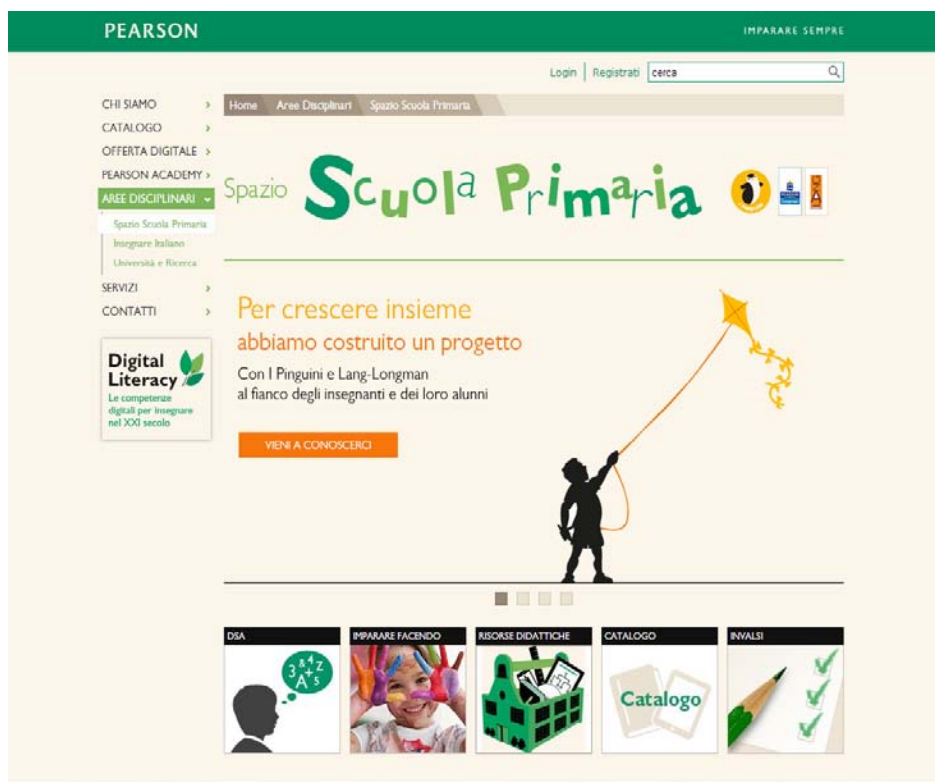 PEARSON
IMPARARE SEMPRE
Login
Registrati
cerca
CHI SIAMO
CATALOGO
OFFERTA DIGITALE
PEARSON ACADEMY
AREE DISCIPLINARI
Spazio Scuola Primaria
Insegnare Italiano
Università e Ricerca
SERVIZI
CONTATTI
Digital
Literacy
Le competenze
digitali per insegnare
nel XXI secolo
Home
Aree Disciplinari
Spazio Scuola Primaria
Spazio Scuola Primaria
Per crescere insieme
abbiamo costruito un progetto
Con I Pinguini e Lang-Longman
al fianco degli insegnanti e dei loro alunni
VIENI A CONOSCERCI
DSA
3 & 4 Z
A + 5
IMPARARE FACENDO
RISORSE DIDATTICHE
CATALOGO
Catalogo
INVALSI